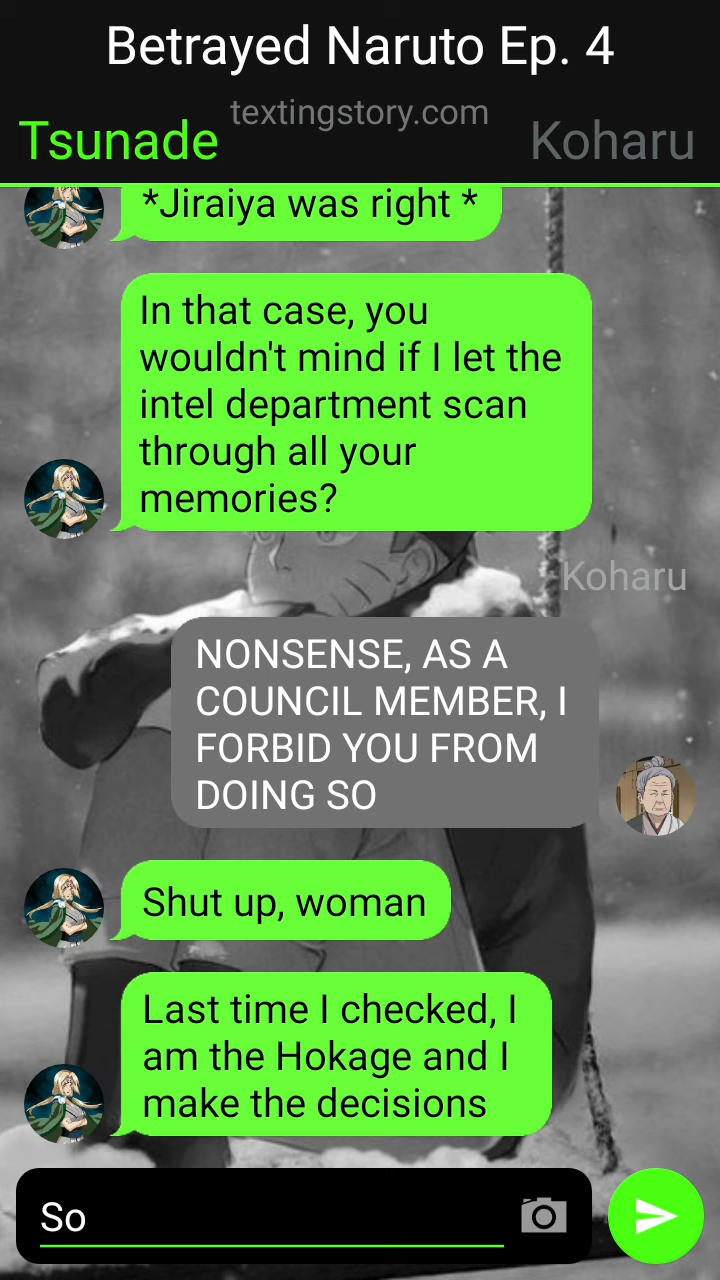 Betrayed Naruto Ep. 4
textingstory.com
Tsunade
Koharu
*Jiraiya was right *
In that case, you
wouldn't mind if I let the
intel department scan
through all your
memories?
Koharu
NONSENSE, AS A
COUNCIL MEMBER, I
FORBID YOU FROM
DOING SO
Shut up, woman
Last time I checked, I
am the Hokage and I
make the decisions
So